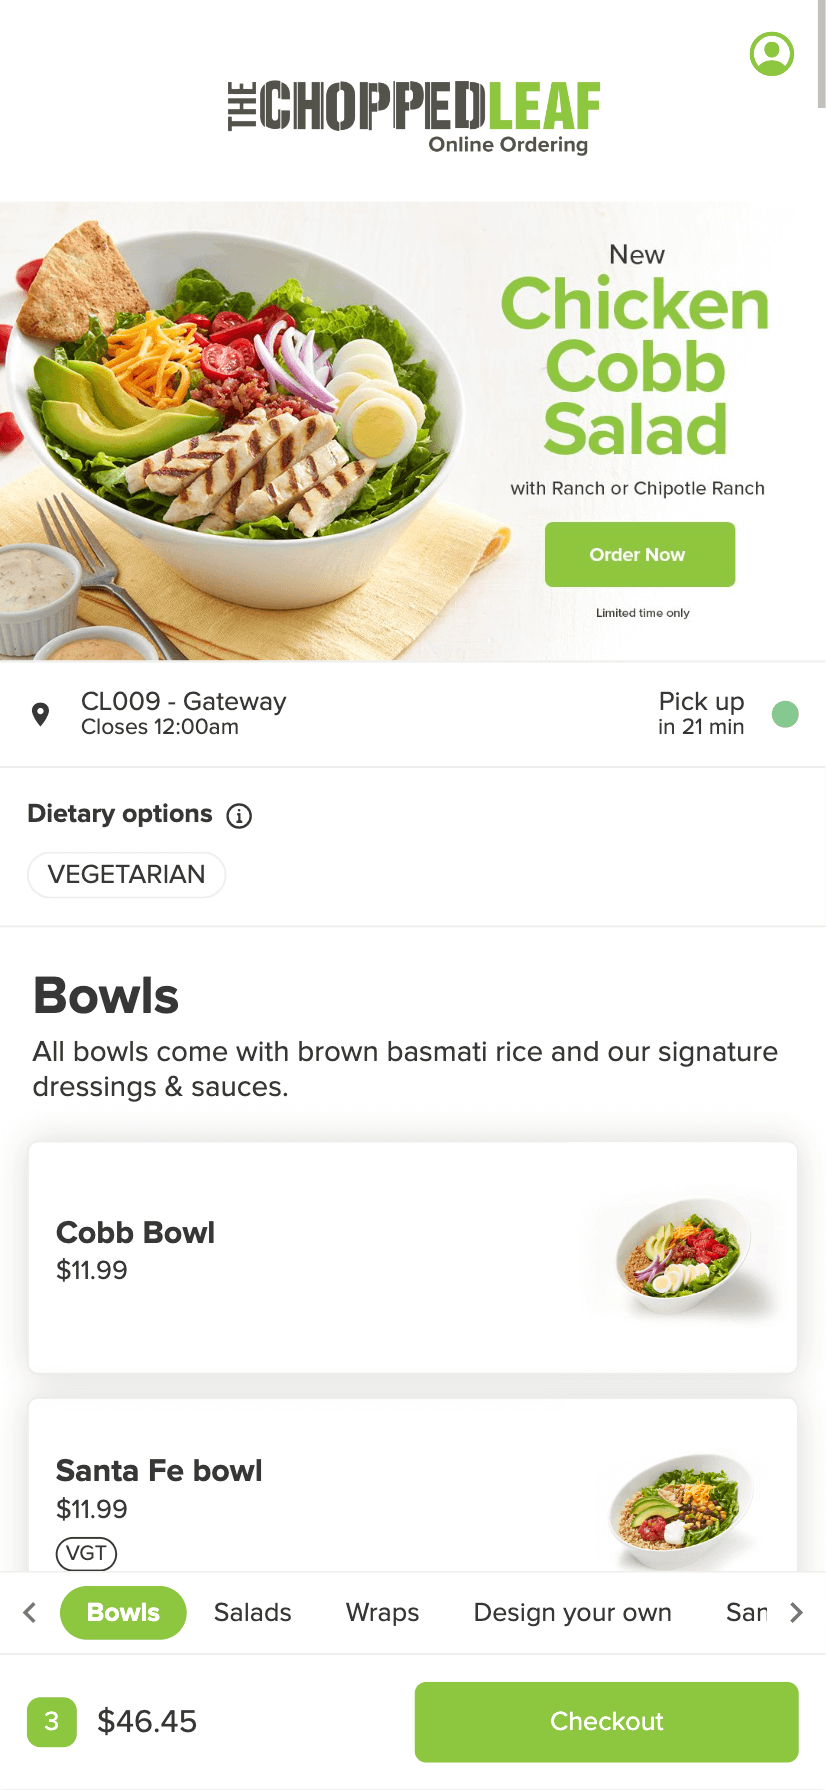 THE CHOPPED LEAF
Online Ordering
New
Chicken
Cobb
Salad
with Ranch or Chipotle Ranch
Order Now
Limited time only
CL009 - Gateway
Closes 12:00am
Pick up
in 21 min
Dietary options
VEGETARIAN
Bowls
All bowls come with brown basmati rice and our signature
dressings & sauces.
Cobb Bowl
$11.99
Santa Fe bowl
$11.99
VGT
Bowls Salads Wraps Design your own San
3 $46.45 Checkout